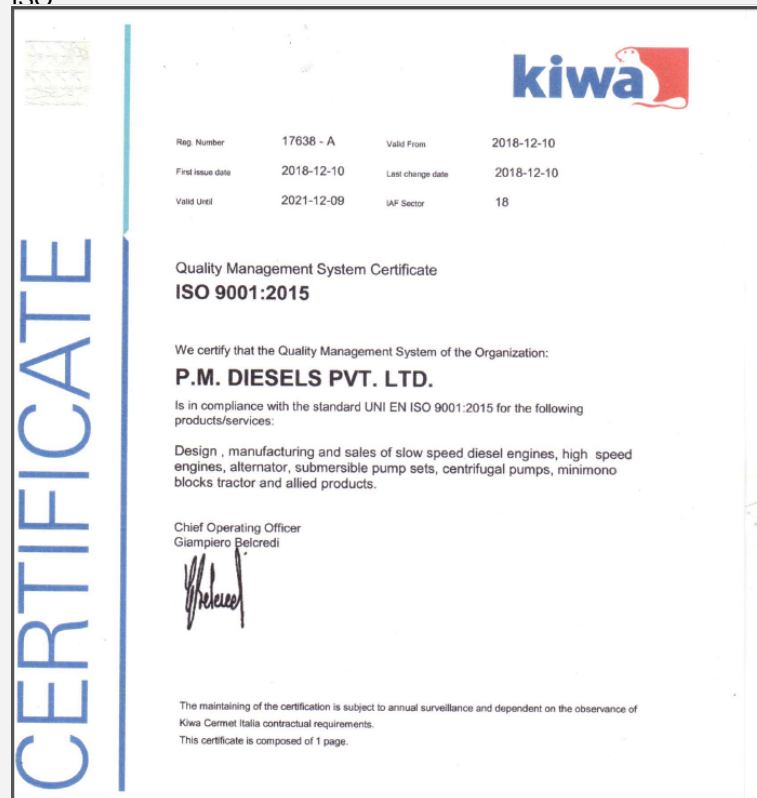 ISO
kiwa
Reg. Number 17638 - A Valid From 2018-12-10
First issue date 2018-12-10 Last change date 2018-12-10
Valid Until 2021-12-09 IAF Sector 18
CERTIFICATE
Quality Management System Certificate
ISO 9001:2015
We certify that the Quality Management System of the Organization:
P.M. DIESELS PVT. LTD.
Is in compliance with the standard UNI EN ISO 9001:2015 for the following
products/services:
Design , manufacturing and sales of slow speed diesel engines, high speed
engines, alternator, submersible pump sets, centrifugal pumps, minimono
blocks tractor and allied products.
Chief Operating Officer
Giampiero Belcredi
The maintaining of the certification is subject to annual surveillance and dependent on the observance of
Kiwa Cermet Italia contractual requirements.
This certificate is composed of 1 page.